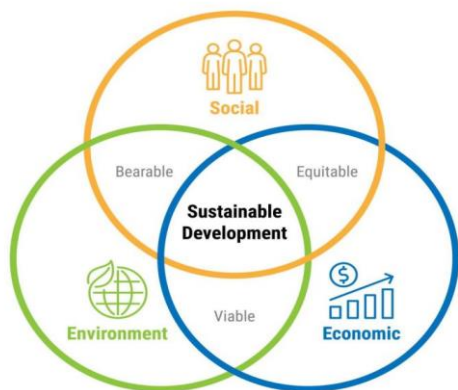 Social
Bearable
Equitable
Sustainable
Development
$
Environment
Viable
Economic